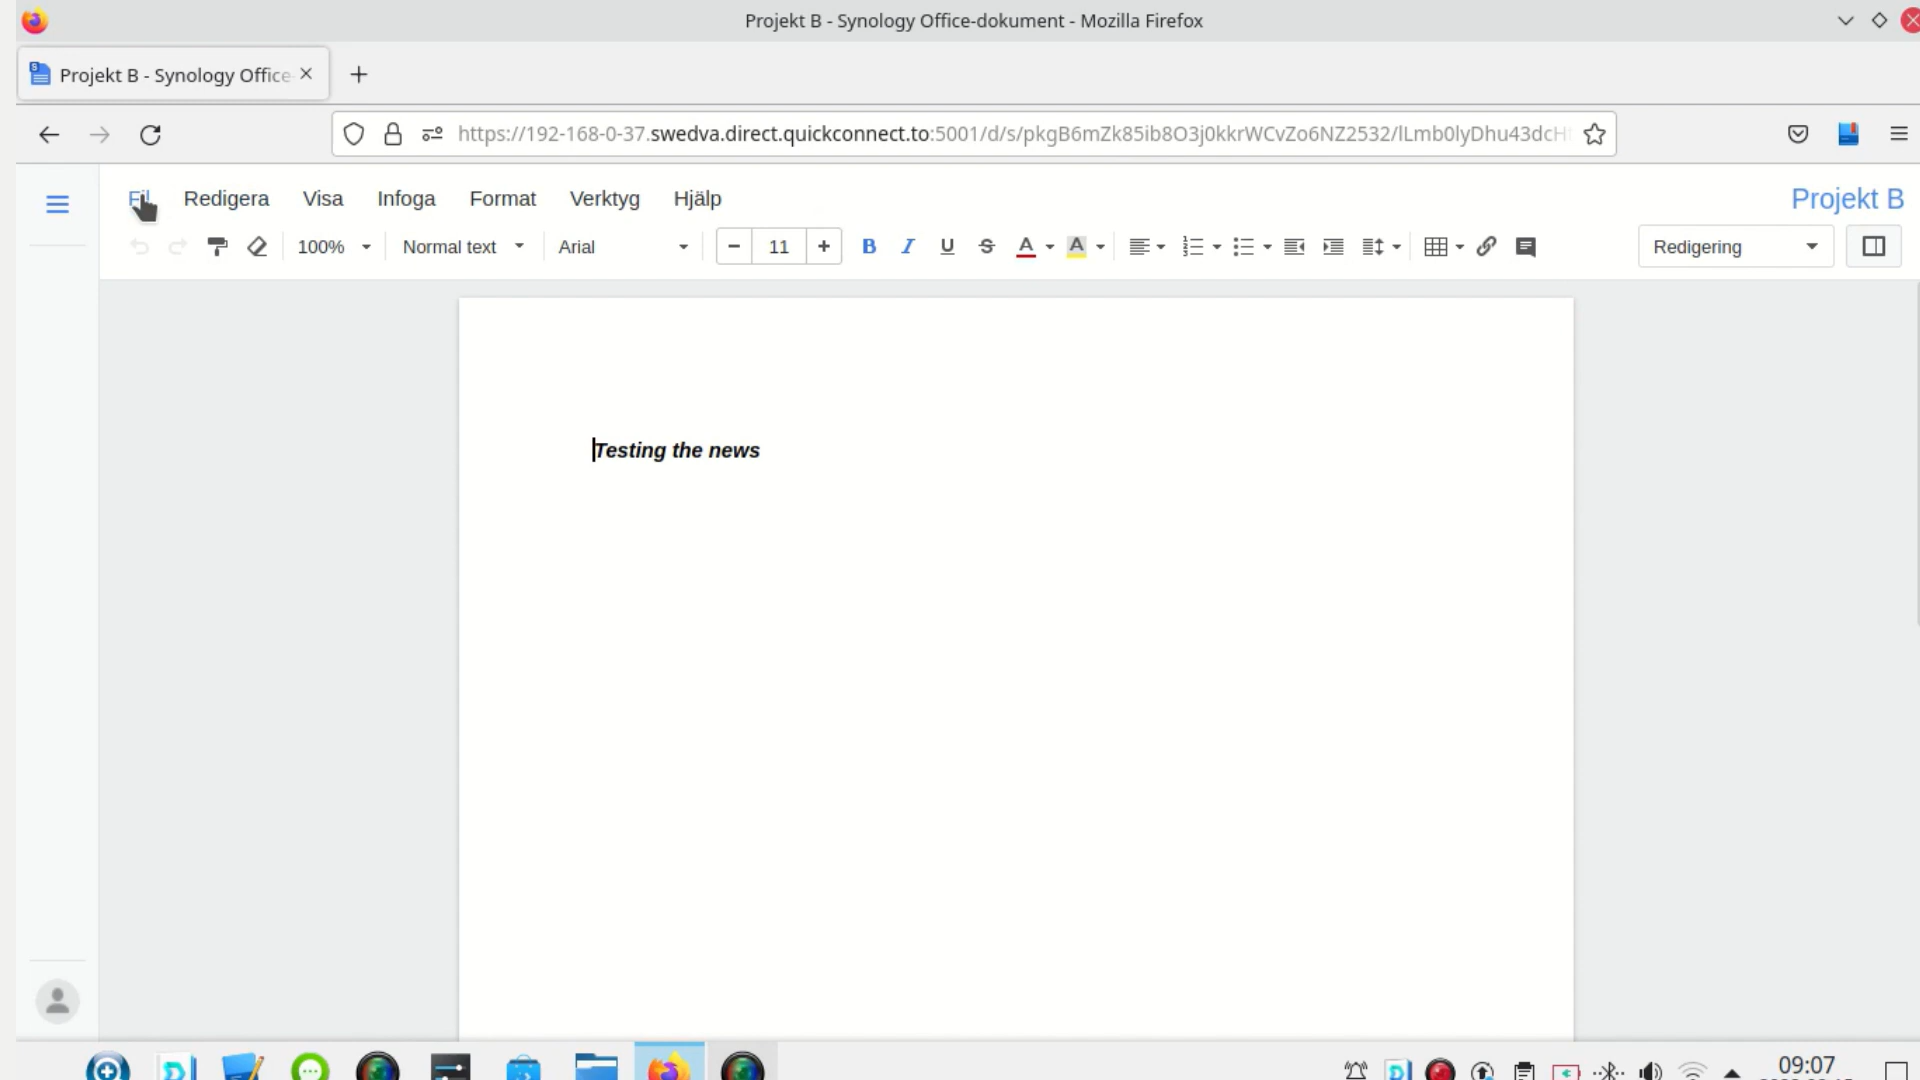 Projekt B - Synology Office-dokument - Mozilla Firefox
Projekt B - Synology Office-
https://192-168-0-37.swedva.direct.quickconnect.to:5001/d/s/pkgB6mZk85ib8O3j0kkrWCvZo6NZ2532/lLmb0lyDhu43dcH
Fil Redigera Visa Infoga Format Verktyg Hjälp
Projekt B
100% Normal text Arial 11 B I U S A A
Redigering
Testing the news
09:07